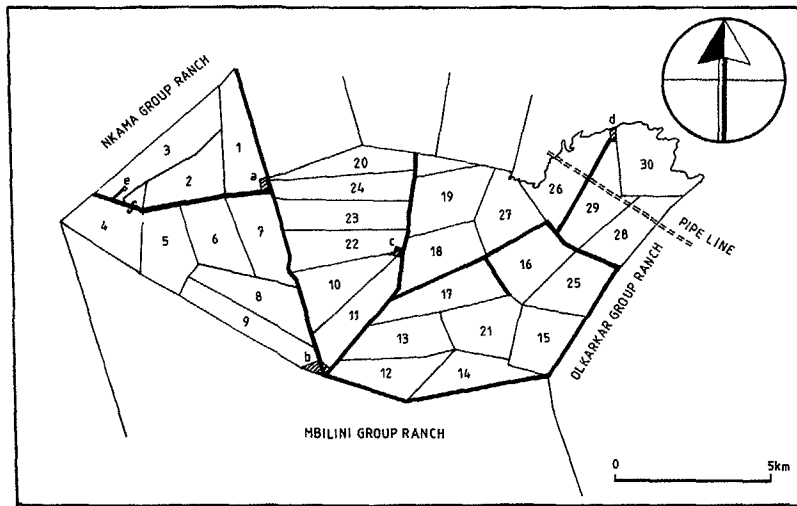 NKAMA GROUP RANCH
d
20
30
3
1
a
24
19
26
e
2
27
29
f
23
28
PIPE LINE
4
5
6
7
22
c
18
16
10
25
8
17
9
11
OLKARKAR GROUP RANCH
13
21
15
b
12
14
MBILINI GROUP RANCH
0
5km